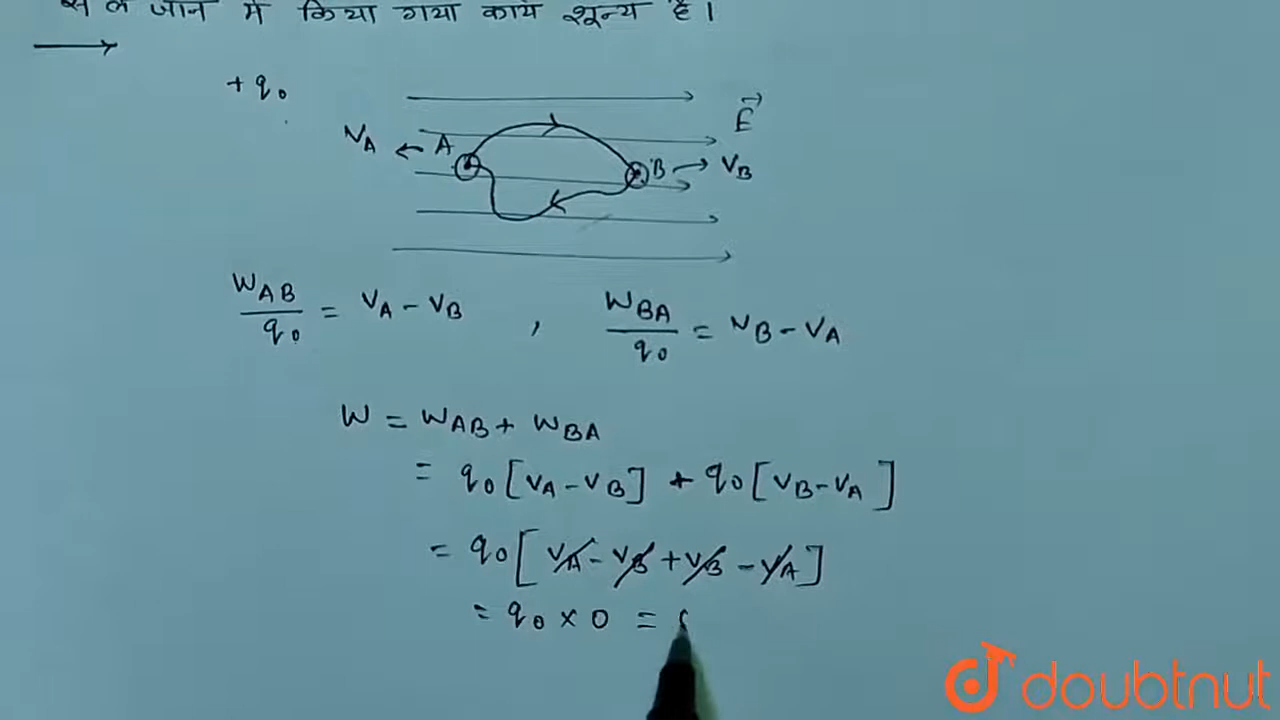 से ले जाने में किया गया कार्य शून्य है।
+ q₀
E⃗
V_A ← A
B → V_B
W_AB / q₀ = V_A - V_B , W_BA / q₀ = V_B - V_A
W = W_AB + W_BA
= q₀ [V_A - V_B] + q₀ [V_B - V_A]
= q₀ [V_A - V_B + V_B - V_A]
= q₀ × 0 =
doubtnut